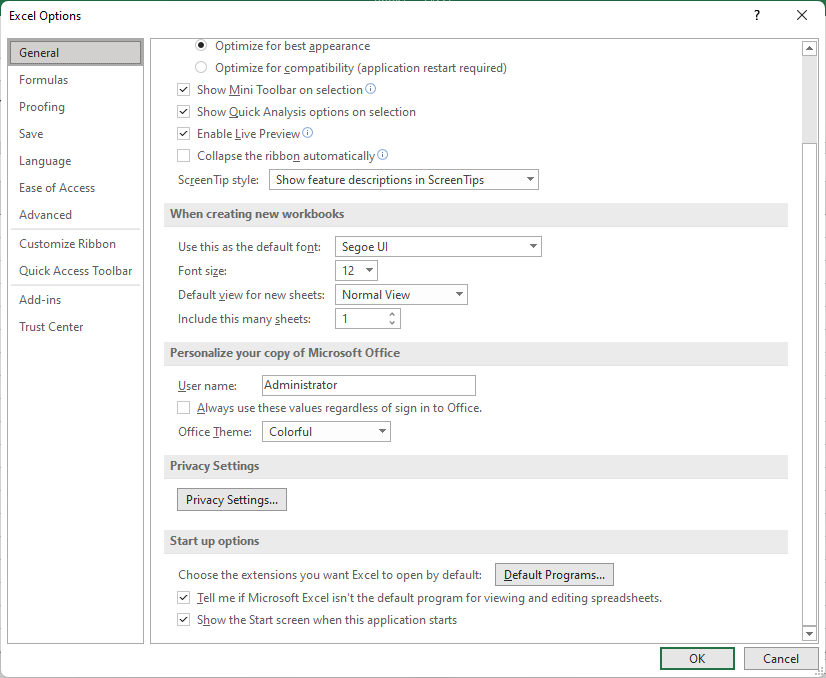 Excel Options
?
General
Formulas
Proofing
Save
Language
Ease of Access
Advanced
Customize Ribbon
Quick Access Toolbar
Add-ins
Trust Center
Optimize for best appearance
Optimize for compatibility (application restart required)
Show Mini Toolbar on selection
Show Quick Analysis options on selection
Enable Live Preview
Collapse the ribbon automatically
ScreenTip style: Show feature descriptions in ScreenTips
When creating new workbooks
Use this as the default font: Segoe UI
Font size: 12
Default view for new sheets: Normal View
Include this many sheets: 1
Personalize your copy of Microsoft Office
User name: Administrator
Always use these values regardless of sign in to Office.
Office Theme: Colorful
Privacy Settings
Privacy Settings...
Start up options
Choose the extensions you want Excel to open by default: Default Programs...
Tell me if Microsoft Excel isn't the default program for viewing and editing spreadsheets.
Show the Start screen when this application starts
OK Cancel